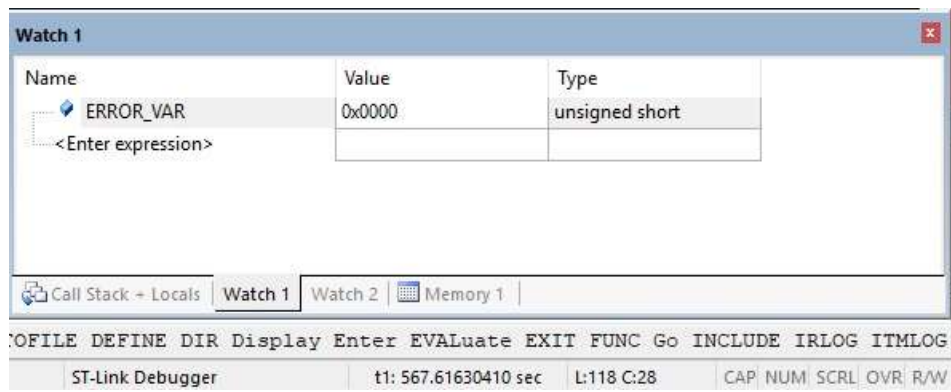 Watch 1
Name Value Type
ERROR_VAR 0x0000 unsigned short
<Enter expression>
Call Stack + Locals Watch 1 Watch 2 Memory 1
OFILE DEFINE DIR Display Enter EVALuate EXIT FUNC Go INCLUDE IRLOG ITMLOG
ST-Link Debugger t1: 567.61630410 sec L:118 C:28 CAP NUM SCRL OVR R/W